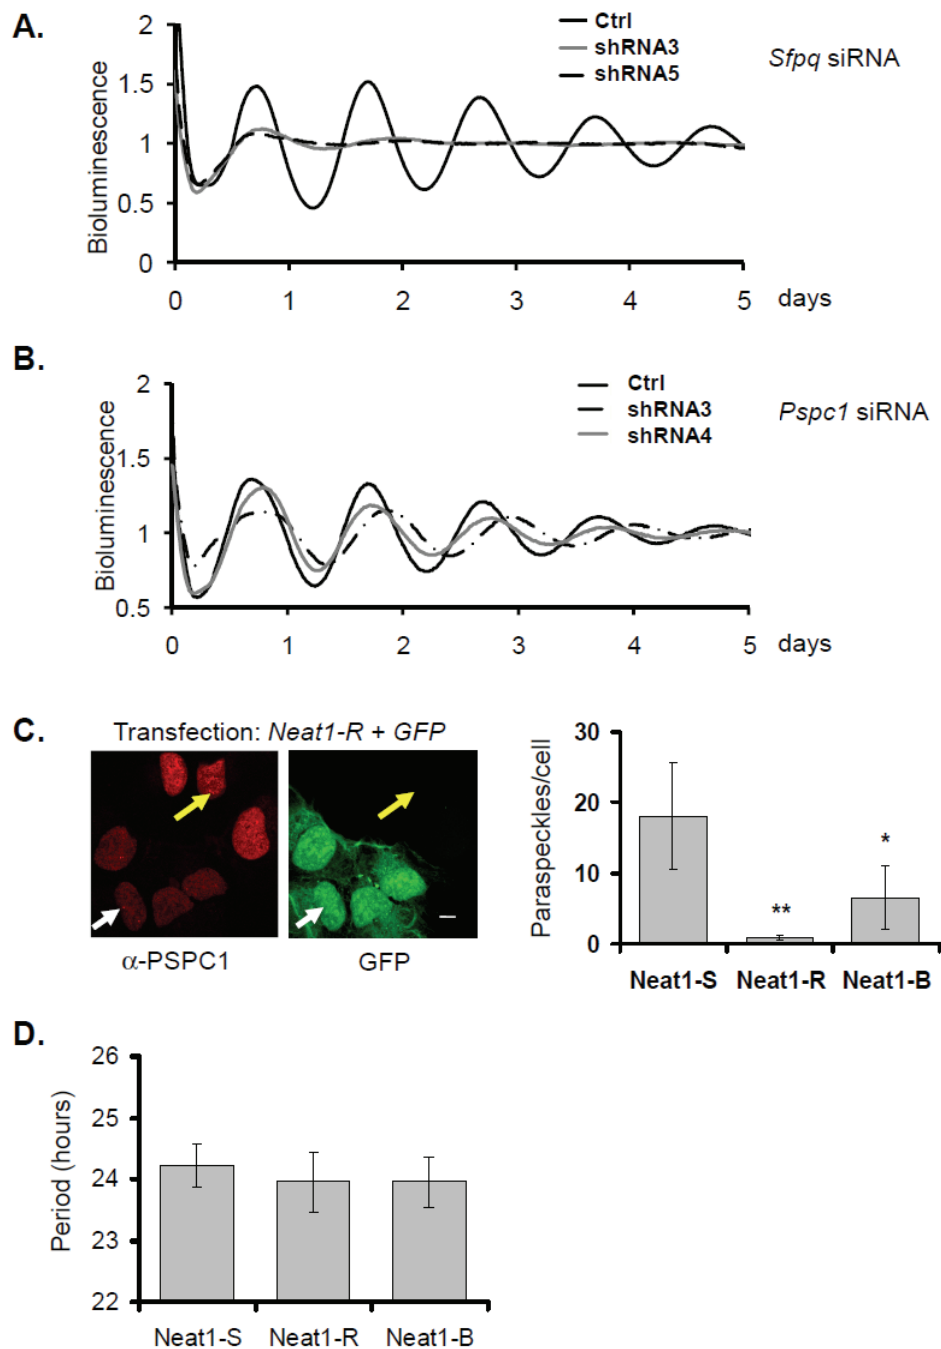 A.
Ctrl
shRNA3
shRNA5
Sfpq siRNA
Bioluminescence
2
1.5
1
0.5
0
0 1 2 3 4 5 days
B.
Ctrl
shRNA3
shRNA4
Pspc1 siRNA
Bioluminescence
2
1.5
1
0.5
0 1 2 3 4 5 days
C.
Transfection: Neat1-R + GFP
α-PSPC1 GFP
Paraspeckles/cell
30
20
10
0
**
*
Neat1-S Neat1-R Neat1-B
D.
Period (hours)
26
25
24
23
22
Neat1-S Neat1-R Neat1-B